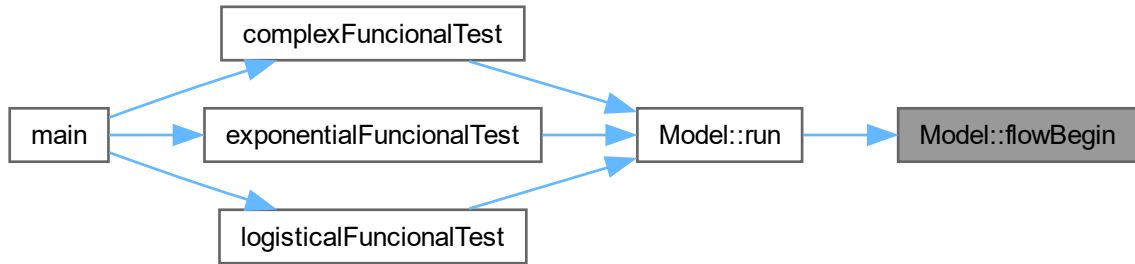 complexFuncionalTest
main
exponentialFuncionalTest
Model::run
Model::flowBegin
logisticalFuncionalTest